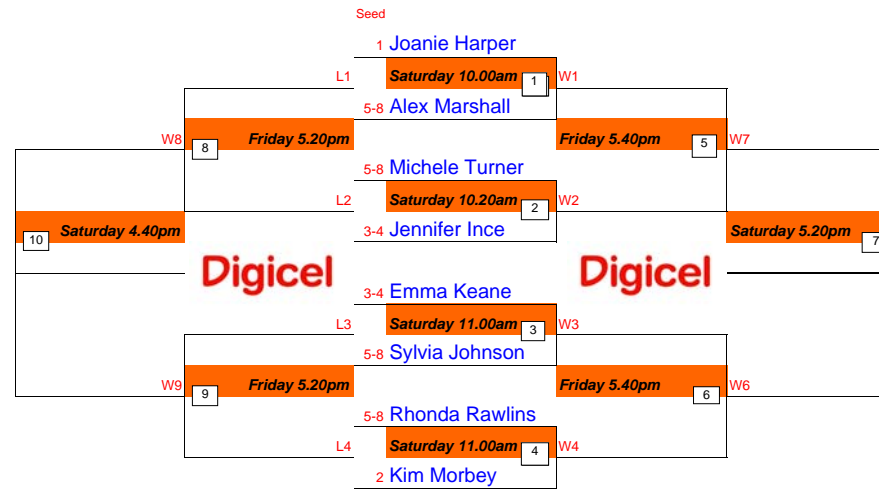 Seed
1 Joanie Harper
L1 Saturday 10.00am 1 W1
5-8 Alex Marshall
W8 8 Friday 5.20pm Friday 5.40pm 5 W7
5-8 Michele Turner
L2 Saturday 10.20am 2 W2
3-4 Jennifer Ince
10 Saturday 4.40pm Saturday 5.20pm 7
Digicel Digicel
3-4 Emma Keane
L3 Saturday 11.00am 3 W3
5-8 Sylvia Johnson
W9 9 Friday 5.20pm Friday 5.40pm 6 W6
5-8 Rhonda Rawlins
L4 Saturday 11.00am 4 W4
2 Kim Morbey